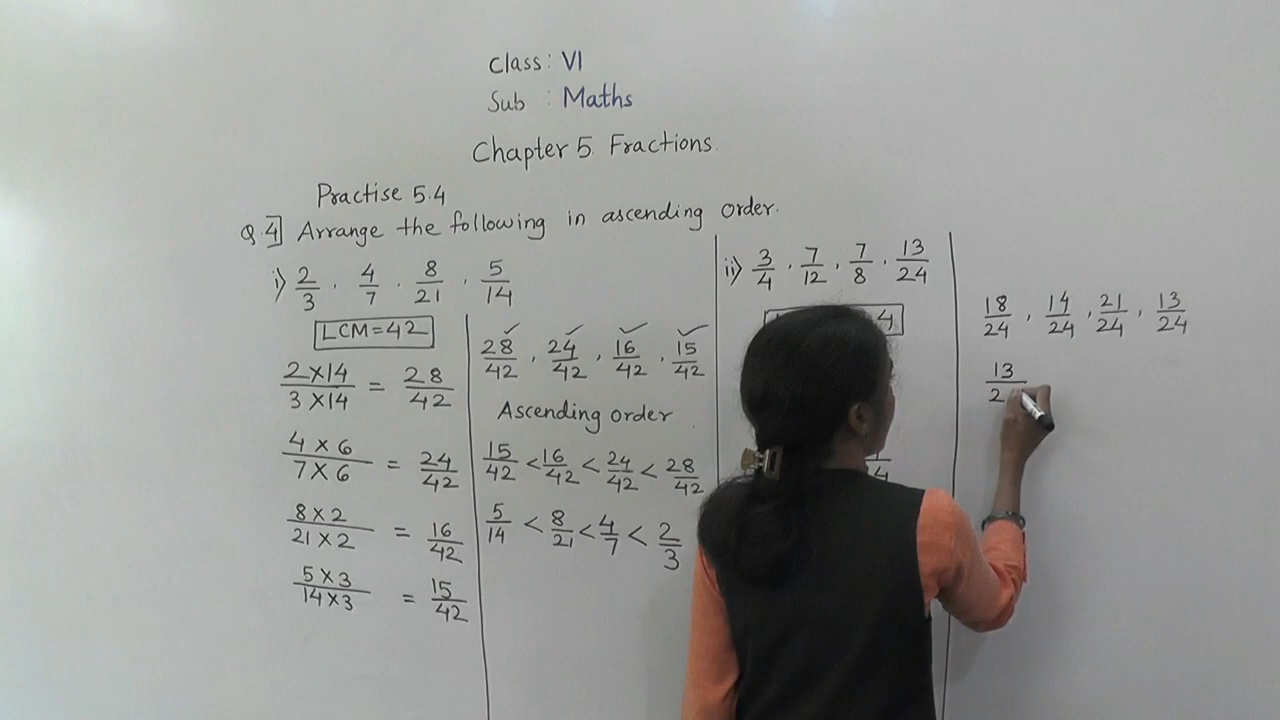 Class: VI
Sub : Maths
Chapter 5. Fractions.
Practise 5.4
Q.4] Arrange the following in ascending order.
i) 2/3 , 4/7 , 8/21 , 5/14
LCM=42
2×14/3×14 = 28/42
4×6/7×6 = 24/42
8×2/21×2 = 16/42
5×3/14×3 = 15/42
28/42 ✓, 24/42 ✓, 16/42 ✓, 15/42 ✓
Ascending order
15/42 < 16/42 < 24/42 < 28/42
5/14 < 8/21 < 4/7 < 2/3
ii) 3/4 , 7/12 , 7/8 , 13/24
18/24 , 14/24 , 21/24 , 13/24
13/2